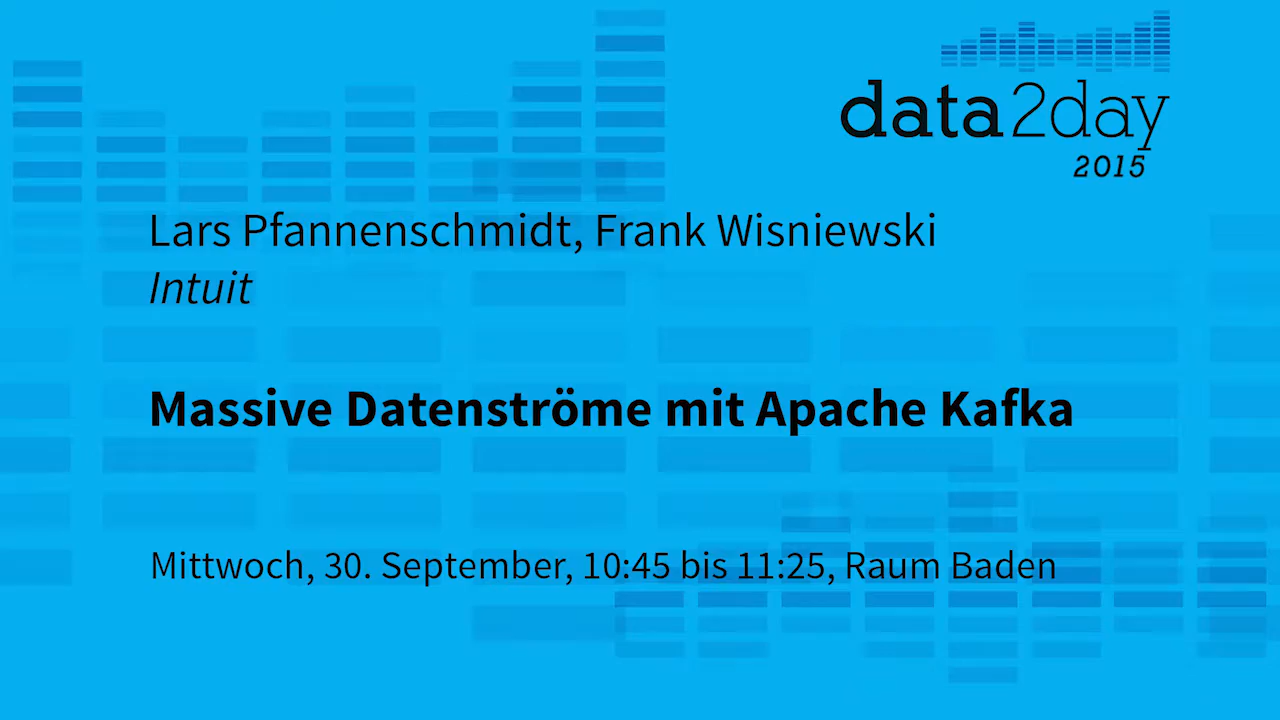 data2day
2015
Lars Pfannenschmidt, Frank Wisniewski
Intuit
Massive Datenströme mit Apache Kafka
Mittwoch, 30. September, 10:45 bis 11:25, Raum Baden